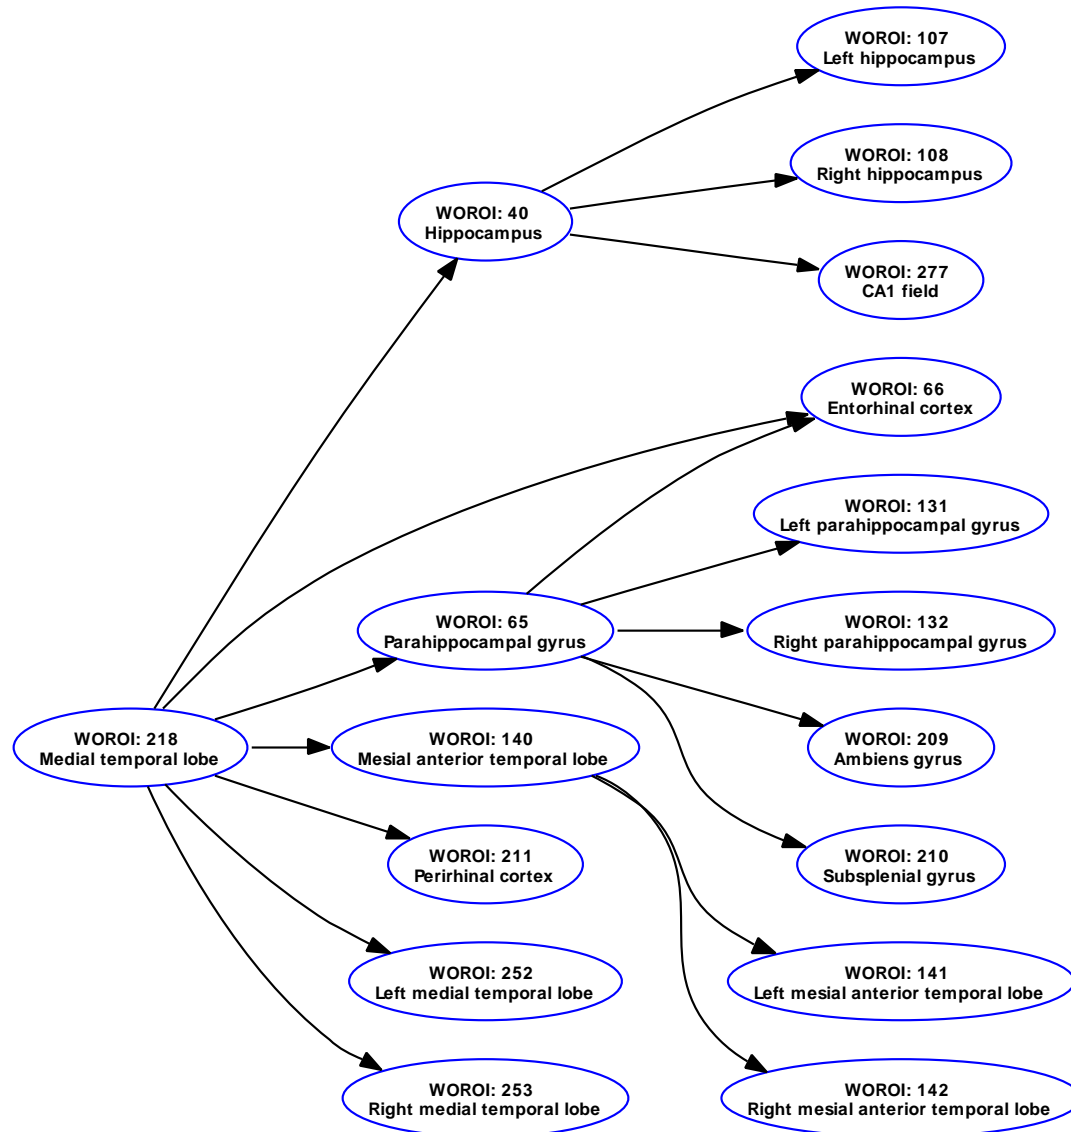 WOROI: 107
Left hippocampus
WOROI: 108
Right hippocampus
WOROI: 40
Hippocampus
WOROI: 277
CA1 field
WOROI: 66
Entorhinal cortex
WOROI: 131
Left parahippocampal gyrus
WOROI: 65
Parahippocampal gyrus
WOROI: 132
Right parahippocampal gyrus
WOROI: 218
Medial temporal lobe
WOROI: 140
Mesial anterior temporal lobe
WOROI: 209
Ambiens gyrus
WOROI: 211
Perirhinal cortex
WOROI: 210
Subsplenial gyrus
WOROI: 252
Left medial temporal lobe
WOROI: 141
Left mesial anterior temporal lobe
WOROI: 253
Right medial temporal lobe
WOROI: 142
Right mesial anterior temporal lobe